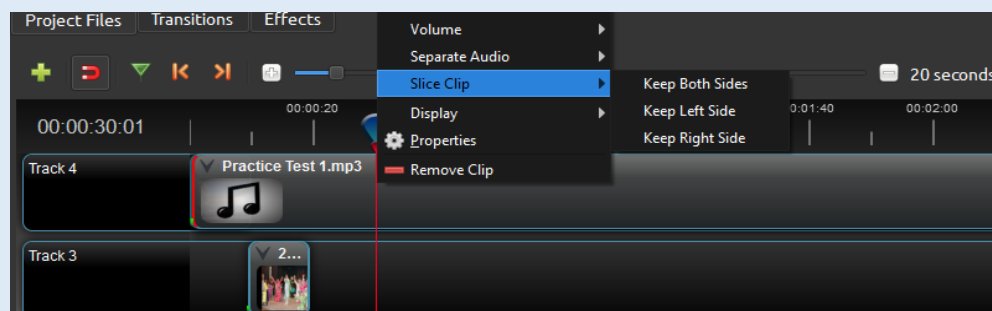 Project Files Transitions Effects
Volume
Separate Audio
Slice Clip
Keep Both Sides
Keep Left Side
Keep Right Side
Display
Properties
Remove Clip
20 seconds
00:00:30:01
00:00:20
0:01:40
00:02:00
Track 4
Practice Test 1.mp3
Track 3
2...